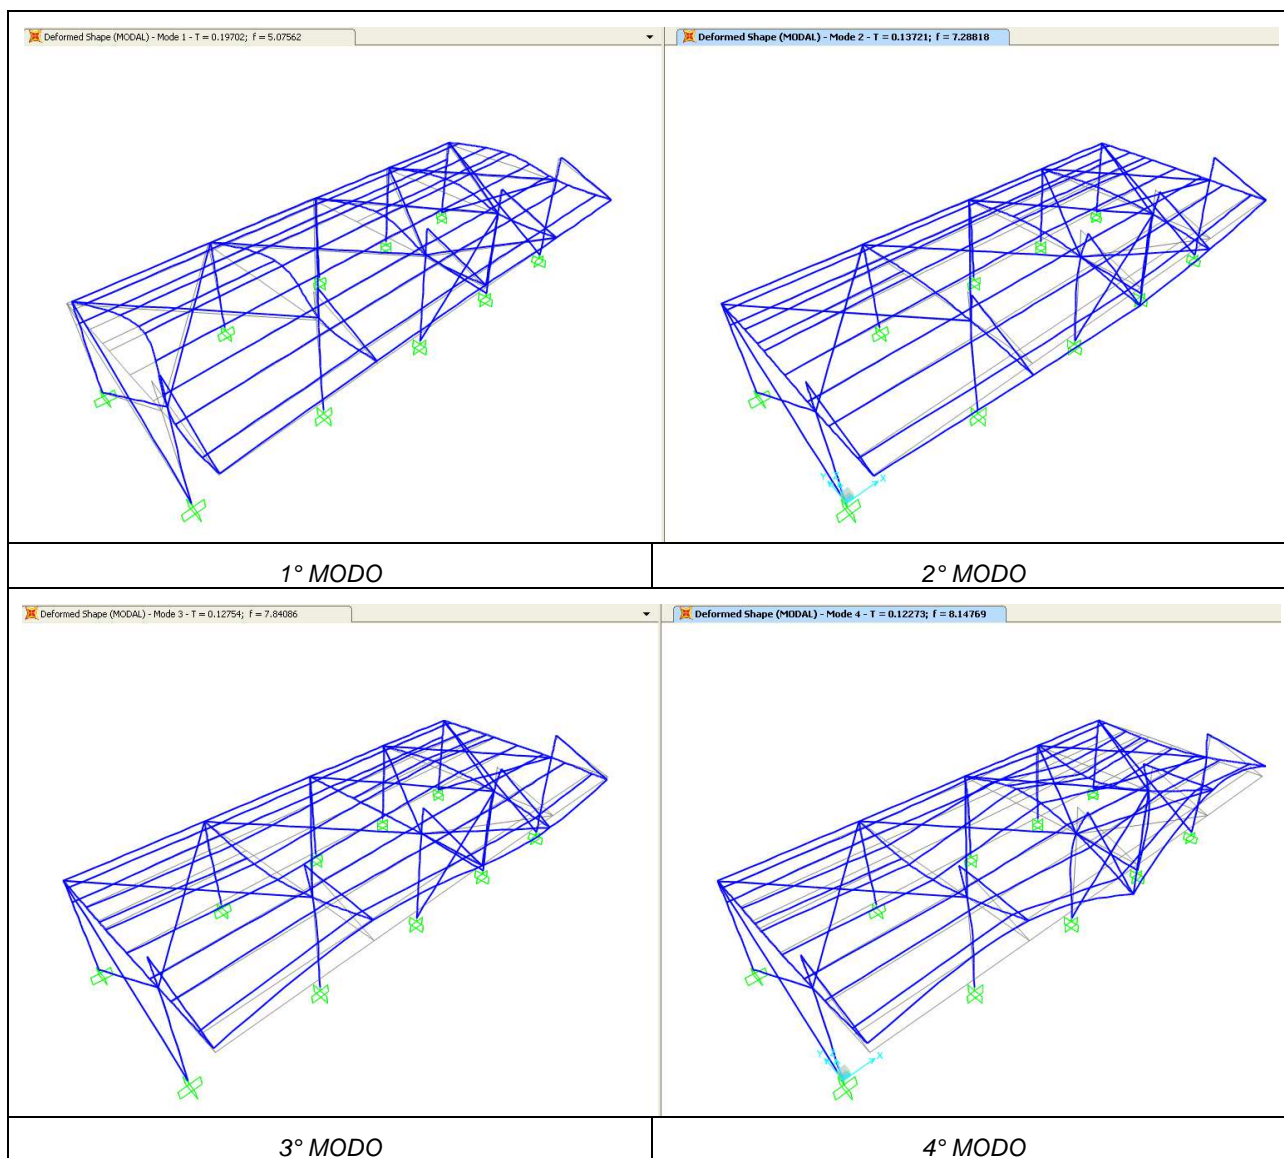 Deformed Shape (MODAL) - Mode 1 - T = 0.19702; f = 5.07562
Deformed Shape (MODAL) - Mode 2 - T = 0.13721; f = 7.28818
X
Y
1° MODO
2° MODO
Deformed Shape (MODAL) - Mode 3 - T = 0.12754; f = 7.84086
Deformed Shape (MODAL) - Mode 4 - T = 0.12273; f = 8.14769
X
Y
3° MODO
4° MODO